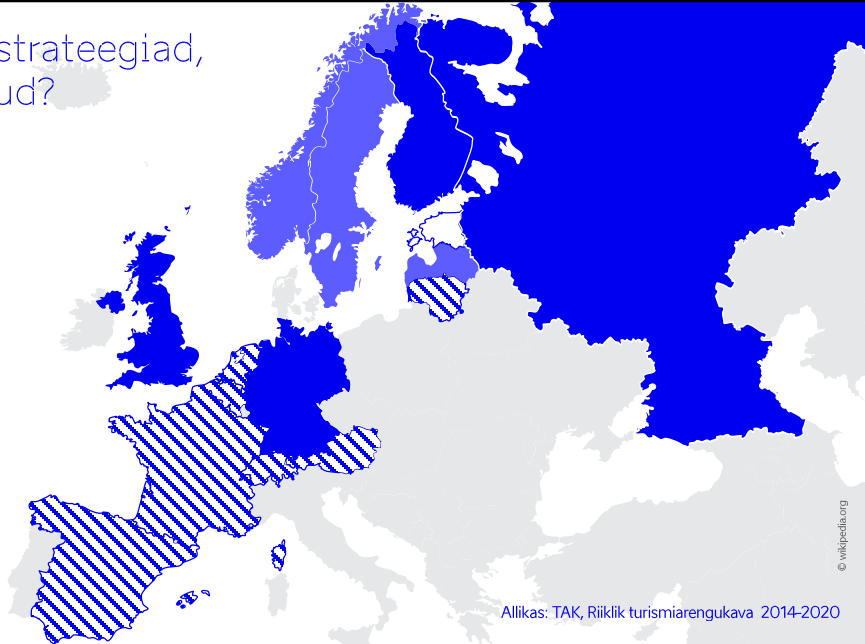 strateegiad,
ud?
© wikipedia.org
Allikas: TAK, Riiklik turismiarengukava 2014-2020